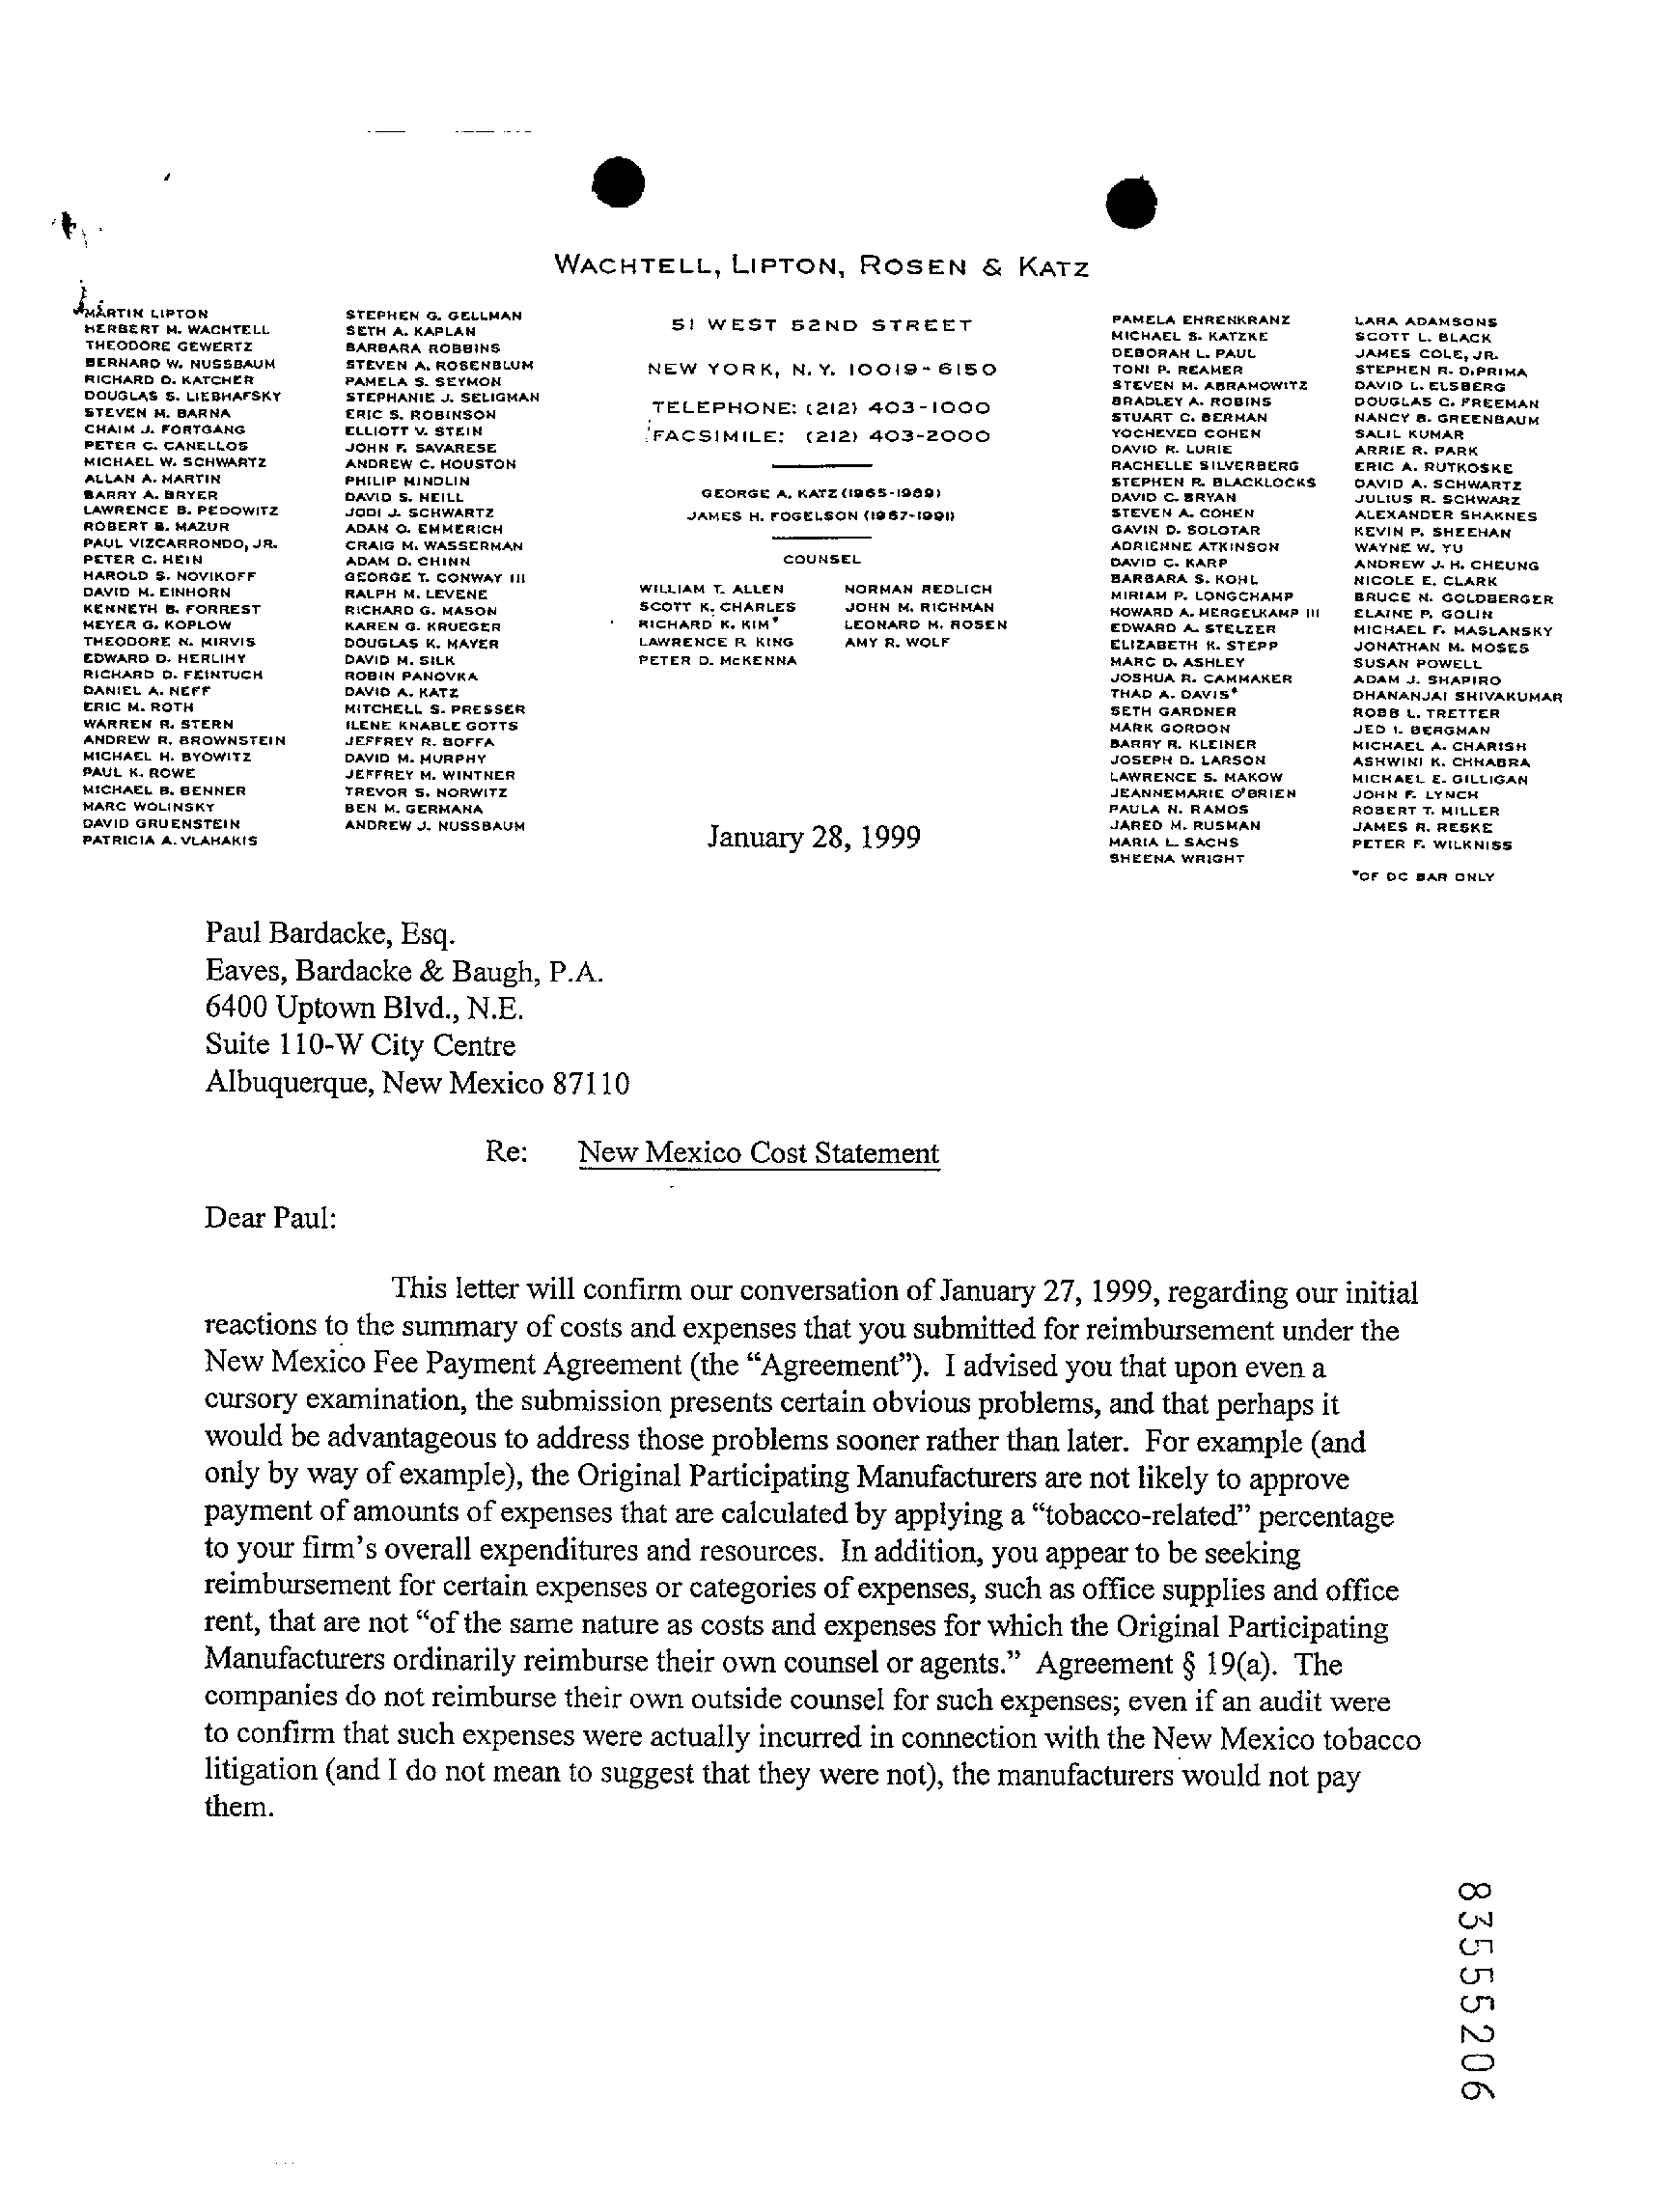 WACHTELL, LIPTON, ROSEN & KATZ
MARTIN LIPTON
HERBERT M. WACHTELL
THEODORE GEWERTZ
BERNARD W. NUSSBAUM
RICHARD D. KATCHER
DOUGLAS S. LIEBHAFSKY
STEVEN M. BARNA
CHAIM J. FORTGANG
PETER C. CANELLOS
MICHAEL W. SCHWARTZ
ALLAN A. MARTIN
BARRY A. BRYER
LAWRENCE B. PEDOWITZ
ROBERT B. MAZUR
PAUL VIZCARRONDO, JR.
PETER C. HEIN
HAROLD S. NOVIKOFF
DAVID M. EINHORN
KENNETH B. FORREST
MEYER G. KOPLOW
THEODORE N. MIRVIS
EDWARD D. HERLIHY
RICHARD D. FEINTUCH
DANIEL A. NEFF
ERIC M. ROTH
WARREN R. STERN
ANDREW R. BROWNSTEIN
MICHAEL H. BYOWITZ
PAUL K. ROWE
MICHAEL B. BENNER
MARC WOLINSKY
DAVID GRUENSTEIN
PATRICIA A. VLAHAKIS
STEPHEN G. GELLMAN
SETH A. KAPLAN
BARBARA ROBBINS
STEVEN A. ROSENBLUM
PAMELA S. SEYMON
STEPHANIE J. SELIGMAN
ERIC S. ROBINSON
ELLIOTT V. STEIN
JOHN F. SAVARESE
ANDREW C. HOUSTON
PHILIP MINDLIN
DAVID S. NEILL
JODI J. SCHWARTZ
ADAM O. EMMERICH
CRAIG M. WASSERMAN
ADAM D. CHINN
GEORGE T. CONWAY III
RALPH M. LEVENE
RICHARD G. MASON
KAREN G. KRUEGER
DOUGLAS K. MAYER
DAVID M. SILK
ROBIN PANOVKA
DAVID A. KATZ
MITCHELL S. PRESSER
ILENE KNABLE GOTTS
JEFFREY R. BOFFA
DAVID M. MURPHY
JEFFREY M. WINTNER
TREVOR S. NORWITZ
BEN M. GERMANA
ANDREW J. NUSSBAUM
51 WEST 52ND STREET
NEW YORK, N.Y. 10019-6150
TELEPHONE: (212) 403-1000
FACSIMILE: (212) 403-2000
GEORGE A. KATZ (1965-1989)
JAMES H. FOGELSON (1967-1991)
COUNSEL
WILLIAM T. ALLEN
SCOTT K. CHARLES
RICHARD K. KIM*
LAWRENCE P. KING
PETER D. McKENNA
NORMAN REDLICH
JOHN M. RICHMAN
LEONARD M. ROSEN
AMY R. WOLF
PAMELA EHRENKRANZ
MICHAEL S. KATZKE
DEBORAH L. PAUL
TONI P. REAMER
STEVEN M. ABRAMOWITZ
BRADLEY A. ROBINS
STUART C. BERMAN
YOCHEVED COHEN
DAVID R. LURIE
RACHELLE SILVERBERG
STEPHEN R. BLACKLOCKS
DAVID C. BRYAN
STEVEN A. COHEN
GAVIN D. SOLOTAR
ADRIENNE ATKINSON
DAVID C. KARP
BARBARA S. KOHL
MIRIAM P. LONGCHAMP
HOWARD A. MERGELKAMP III
EDWARD A. STELZER
ELIZABETH K. STEPP
MARC D. ASHLEY
JOSHUA R. CAMMAKER
THAD A. DAVIS*
SETH GARDNER
MARK GORDON
BARRY R. KLEINER
JOSEPH D. LARSON
LAWRENCE S. MAKOW
JEANNEMARIE O'BRIEN
PAULA N. RAMOS
JARED M. RUSMAN
MARIA L. SACHS
SHEENA WRIGHT
LARA ADAMSONS
SCOTT L. BLACK
JAMES COLE, JR.
STEPHEN R. DiPRIMA
DAVID L. ELSBERG
DOUGLAS C. FREEMAN
NANCY B. GREENBAUM
SALIL KUMAR
ARRIE R. PARK
ERIC A. RUTKOSKE
DAVID A. SCHWARTZ
JULIUS R. SCHWARZ
ALEXANDER SHAKNES
KEVIN P. SHEEHAN
WAYNE W. YU
ANDREW J. H. CHEUNG
NICOLE E. CLARK
BRUCE N. GOLDBERGER
ELAINE P. GOLIN
MICHAEL F. MASLANSKY
JONATHAN M. MOSES
SUSAN POWELL
ADAM J. SHAPIRO
DHANANJAI SHIVAKUMAR
ROBB L. TRETTER
JED I. BERGMAN
MICHAEL A. CHARISH
ASHWINI K. CHHABRA
MICHAEL E. GILLIGAN
JOHN F. LYNCH
ROBERT T. MILLER
JAMES R. RESKE
PETER F. WILKNISS
*OF DC BAR ONLY
January 28, 1999
Paul Bardacke, Esq.
Eaves, Bardacke & Baugh, P.A.
6400 Uptown Blvd., N.E.
Suite 110-W City Centre
Albuquerque, New Mexico 87110
Re: New Mexico Cost Statement
Dear Paul:
This letter will confirm our conversation of January 27, 1999, regarding our initial
reactions to the summary of costs and expenses that you submitted for reimbursement under the
New Mexico Fee Payment Agreement (the “Agreement”). I advised you that upon even a
cursory examination, the submission presents certain obvious problems, and that perhaps it
would be advantageous to address those problems sooner rather than later. For example (and
only by way of example), the Original Participating Manufacturers are not likely to approve
payment of amounts of expenses that are calculated by applying a “tobacco-related” percentage
to your firm’s overall expenditures and resources. In addition, you appear to be seeking
reimbursement for certain expenses or categories of expenses, such as office supplies and office
rent, that are not “of the same nature as costs and expenses for which the Original Participating
Manufacturers ordinarily reimburse their own counsel or agents.” Agreement § 19(a). The
companies do not reimburse their own outside counsel for such expenses; even if an audit were
to confirm that such expenses were actually incurred in connection with the New Mexico tobacco
litigation (and I do not mean to suggest that they were not), the manufacturers would not pay
them.
83555206